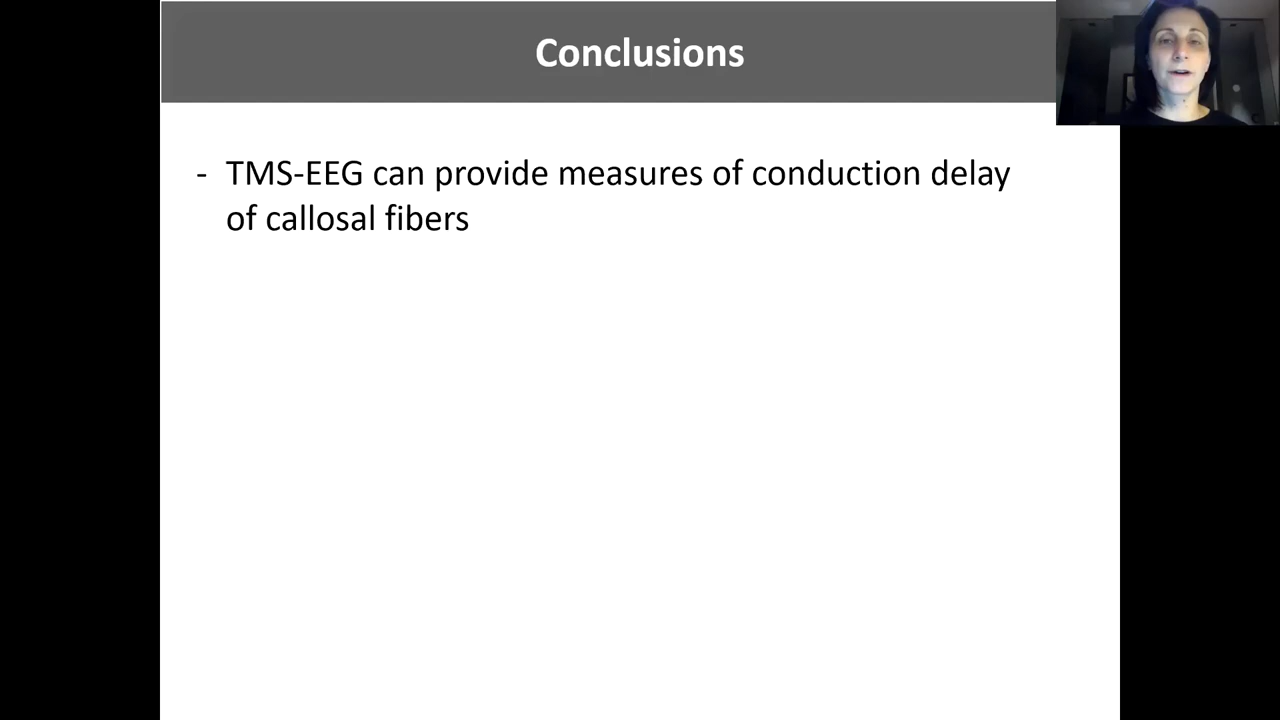 Conclusions
- TMS-EEG can provide measures of conduction delay
of callosal fibers